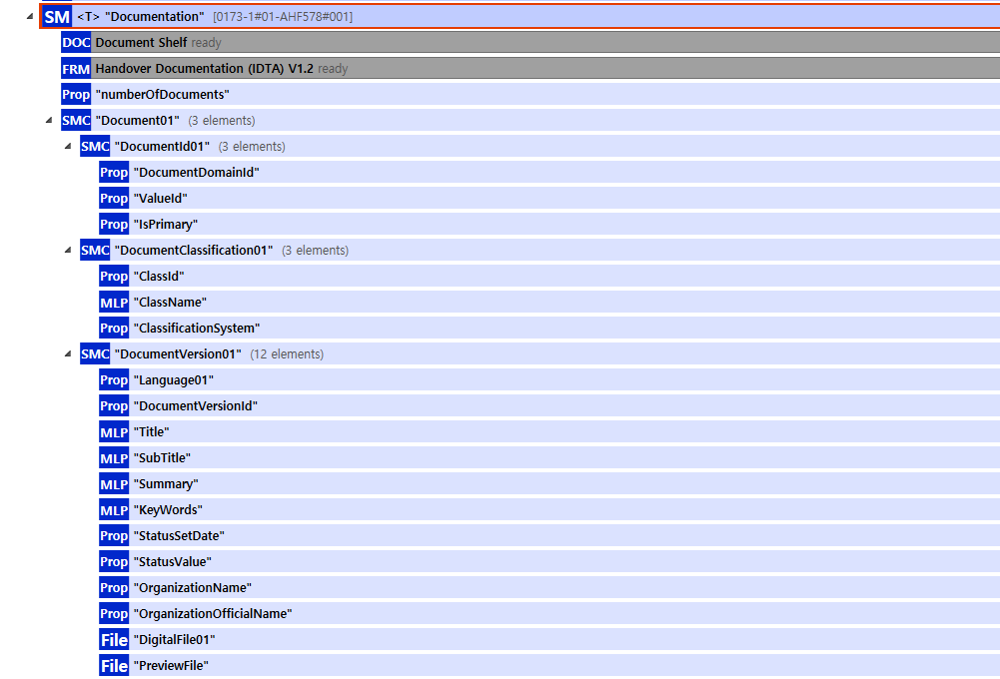 SM <T> "Documentation" [0173-1#01-AHF578#001]
DOC Document Shelf ready
FRM Handover Documentation (IDTA) V1.2 ready
Prop "numberOfDocuments"
SMC "Document01" (3 elements)
SMC "DocumentId01" (3 elements)
Prop "DocumentDomainId"
Prop "ValueId"
Prop "IsPrimary"
SMC "DocumentClassification01" (3 elements)
Prop "ClassId"
MLP "ClassName"
Prop "ClassificationSystem"
SMC "DocumentVersion01" (12 elements)
Prop "Language01"
Prop "DocumentVersionId"
MLP "Title"
MLP "SubTitle"
MLP "Summary"
MLP "KeyWords"
Prop "StatusSetDate"
Prop "StatusValue"
Prop "OrganizationName"
Prop "OrganizationOfficialName"
File "DigitalFile01"
File "PreviewFile"